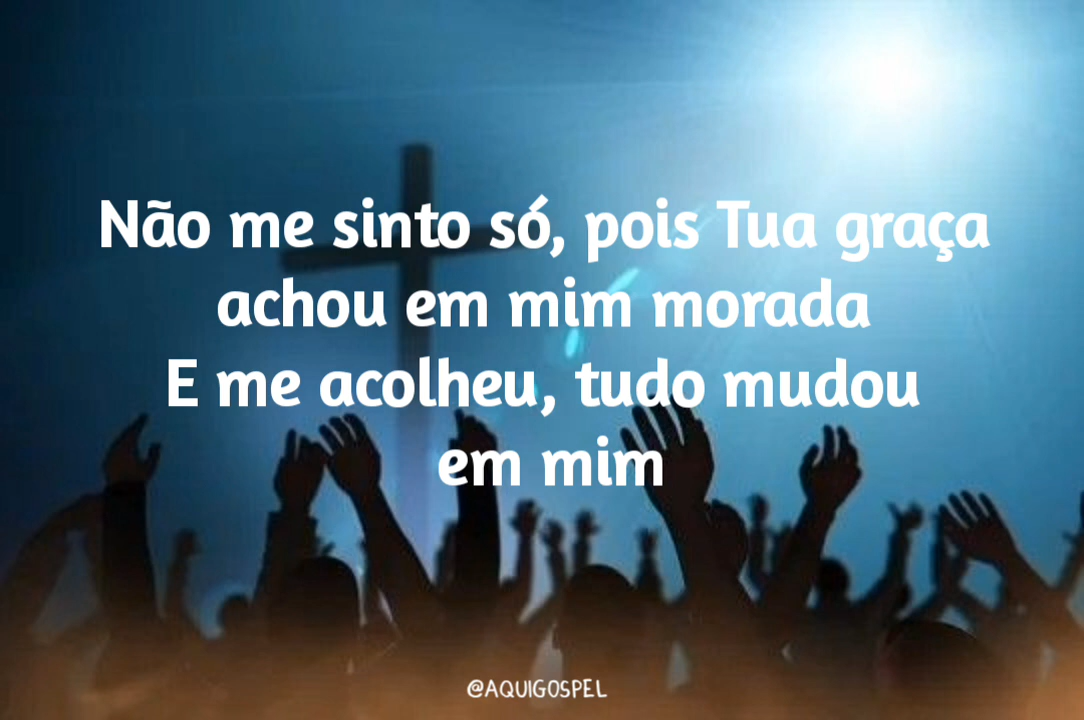 Não me sinto só, pois Tua graça
achou em mim morada
E me acolheu, tudo mudou
em mim
@AQUIGOSPEL